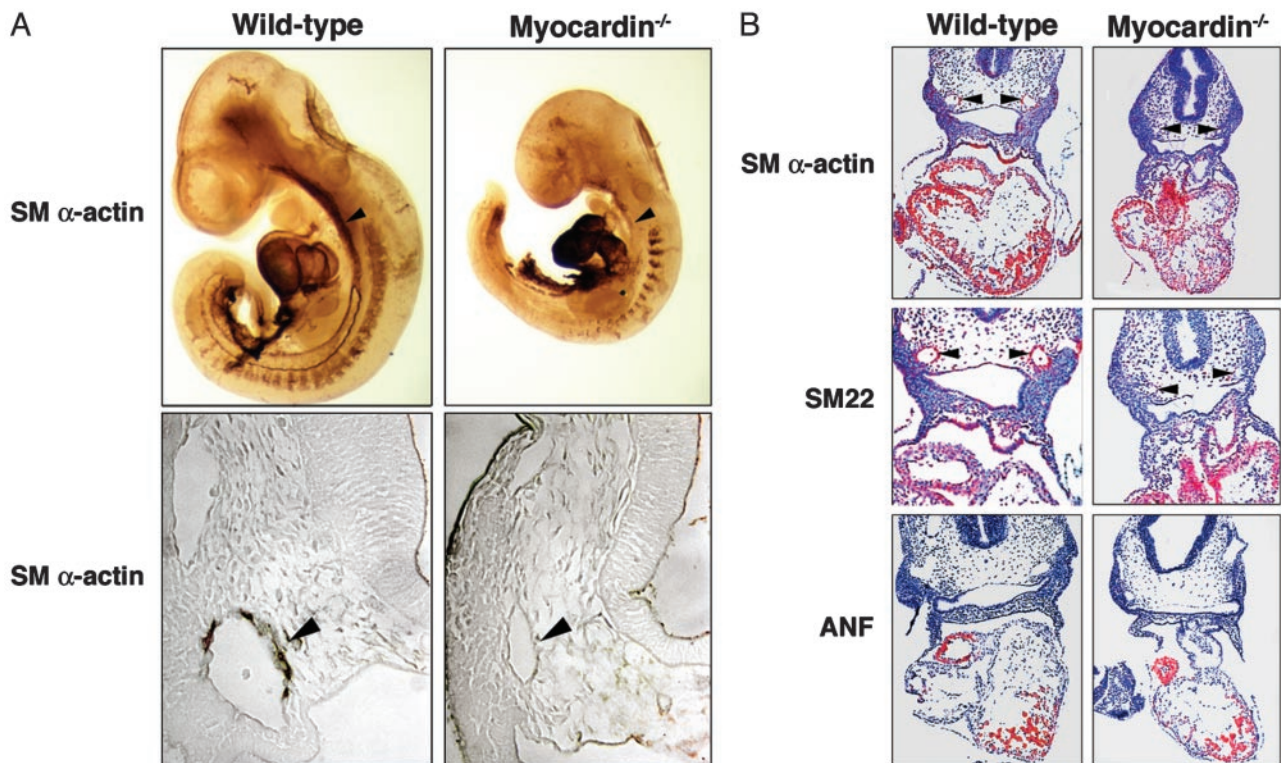 A
Wild-type
Myocardin-/-
SM α-actin
SM α-actin
B
Wild-type
Myocardin-/-
SM α-actin
SM22
ANF